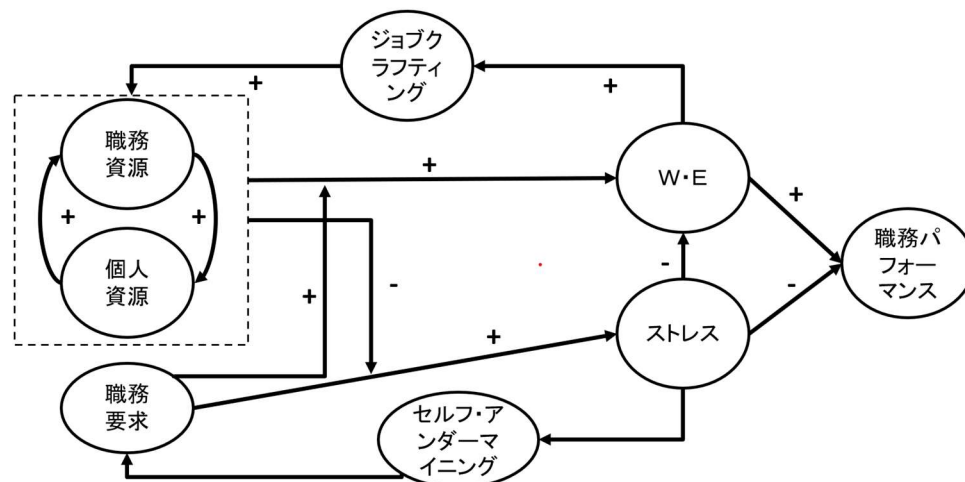 ジョブク
ラフティ
ング
+
+
職務
資源
+
W・E
+
+
+
職務パ
フォー
マンス
個人
資源
+
-
-
-
ストレス
+
職務
要求
セルフ・ア
ンダーマ
イニング